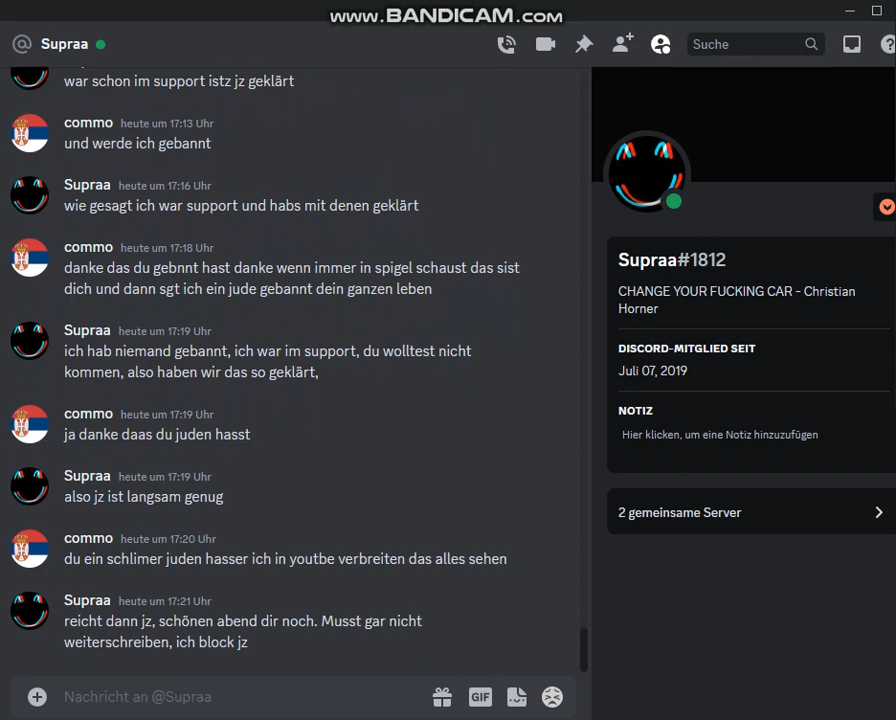 www.BANDICAM.com
@ Supraa
Suche
war schon im support istz jz geklärt
commo heute um 17:13 Uhr
und werde ich gebannt
Supraa heute um 17:16 Uhr
wie gesagt ich war support und habs mit denen geklärt
commo heute um 17:18 Uhr
danke das du gebnnt hast danke wenn immer in spigel schaust das sist
dich und dann sgt ich ein jude gebannt dein ganzen leben
Supraa heute um 17:19 Uhr
ich hab niemand gebannt, ich war im support, du wolltest nicht
kommen, also haben wir das so geklärt,
commo heute um 17:19 Uhr
ja danke daas du juden hasst
Supraa heute um 17:19 Uhr
also jz ist langsam genug
commo heute um 17:20 Uhr
du ein schlimer juden hasser ich in youtbe verbreiten das alles sehen
Supraa heute um 17:21 Uhr
reicht dann jz, schönen abend dir noch. Musst gar nicht
weiterschreiben, ich block jz
Nachricht an @Supraa
GIF
Supraa#1812
CHANGE YOUR FUCKING CAR - Christian
Horner
DISCORD-MITGLIED SEIT
Juli 07, 2019
NOTIZ
Hier klicken, um eine Notiz hinzuzufügen
2 gemeinsame Server